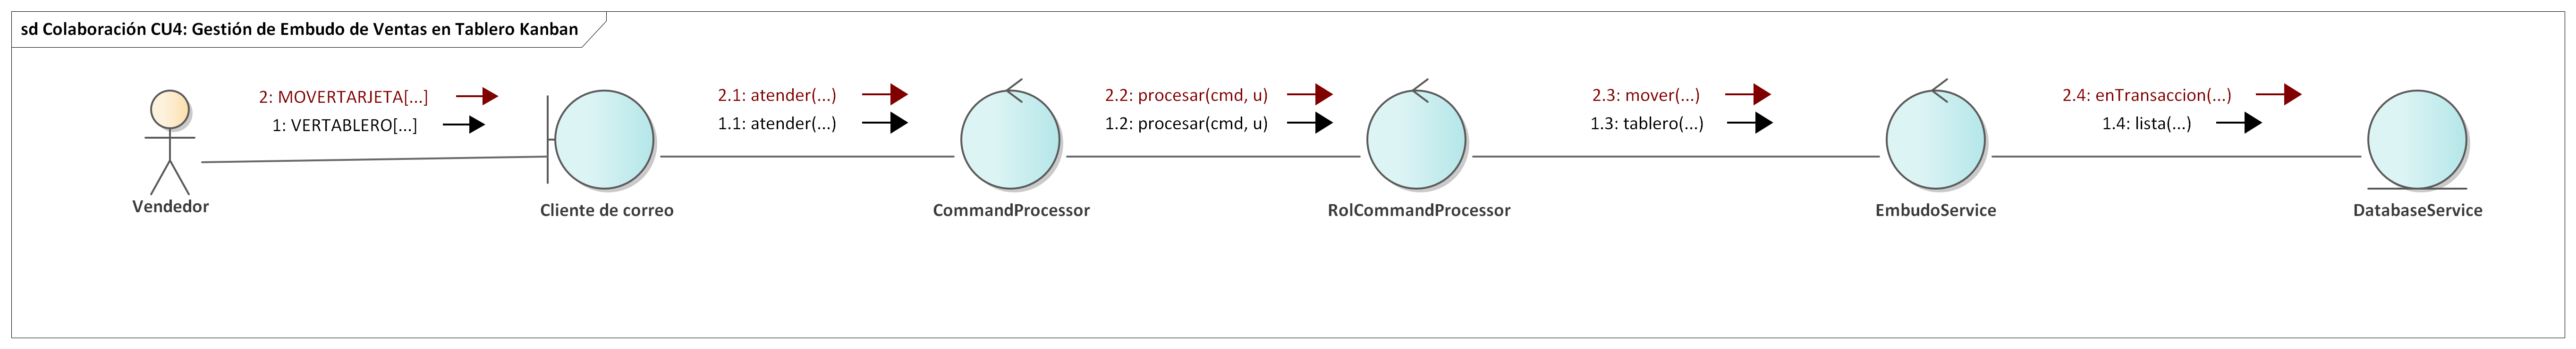 sd Colaboración CU4: Gestión de Embudo de Ventas en Tablero Kanban
2: MOVERTARJETA[...]
1: VERTABLERO[...]
2.1: atender(...)
1.1: atender(...)
2.2: procesar(cmd, u)
1.2: procesar(cmd, u)
2.3: mover(...)
1.3: tablero(...)
2.4: enTransaccion(...)
1.4: lista(...)
Vendedor
Cliente de correo
CommandProcessor
RolCommandProcessor
EmbudoService
DatabaseService